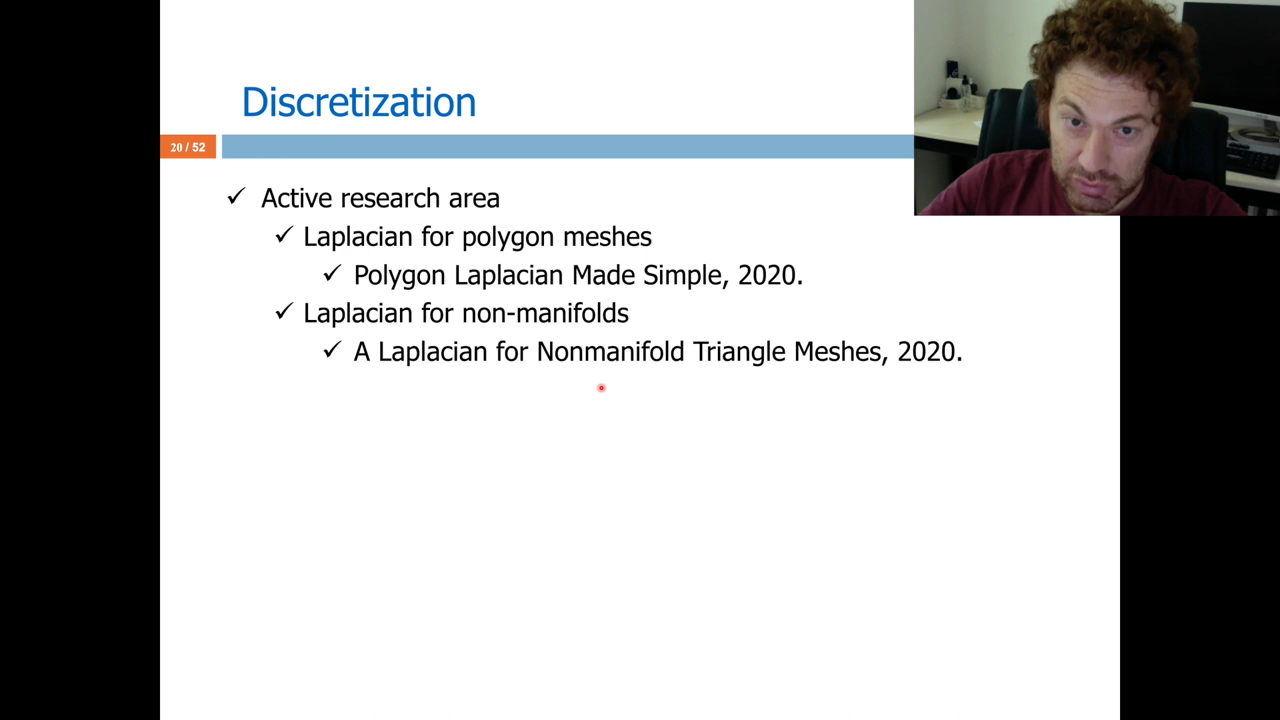 Discretization
20 / 52
✓ Active research area
✓ Laplacian for polygon meshes
✓ Polygon Laplacian Made Simple, 2020.
✓ Laplacian for non-manifolds
✓ A Laplacian for Nonmanifold Triangle Meshes, 2020.